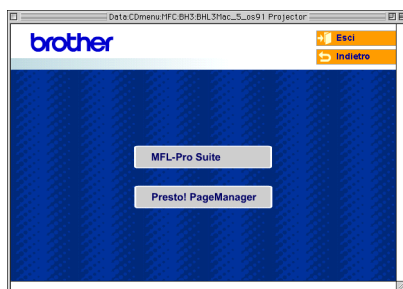 Data:CDmenu:MFC:BH3:BHL3Mac_5_os91 Projector
brother
Esci
Indietro
MFL-Pro Suite
Presto! PageManager